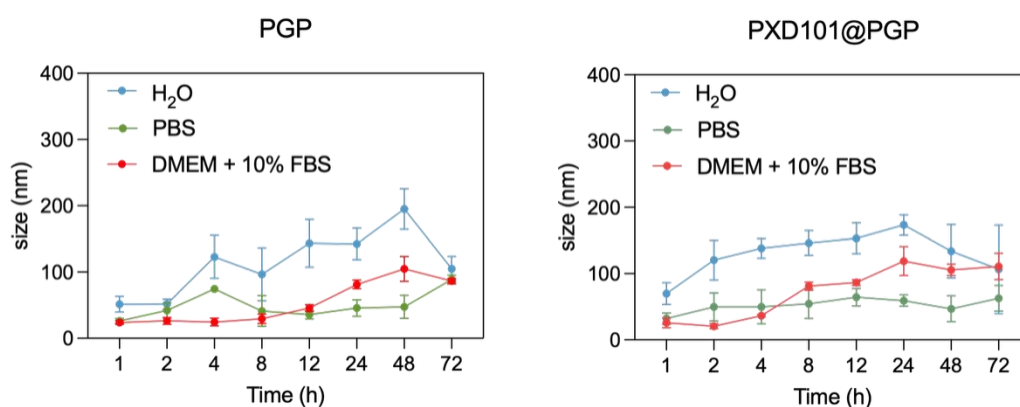 PGP
400
300
200
100
0
size (nm)
H₂O
PBS
DMEM + 10% FBS
1 2 4 8 12 24 48 72
Time (h)
PXD101@PGP
400
300
200
100
0
size (nm)
H₂O
PBS
DMEM + 10% FBS
1 2 4 8 12 24 48 72
Time (h)